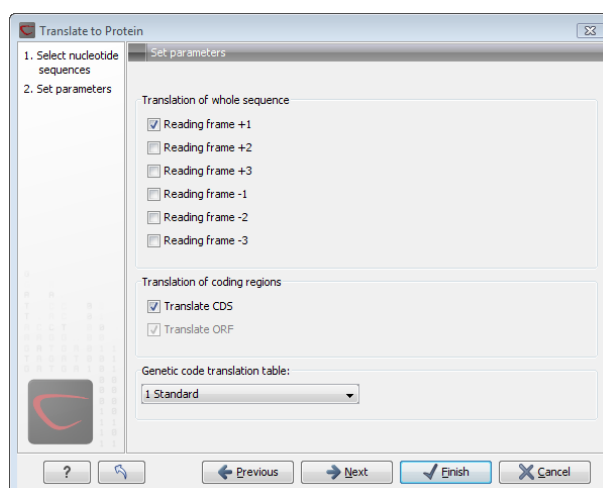 Translate to Protein
1. Select nucleotide
sequences
2. Set parameters
Set parameters
Translation of whole sequence
Reading frame +1
Reading frame +2
Reading frame +3
Reading frame -1
Reading frame -2
Reading frame -3
Translation of coding regions
Translate CDS
Translate ORF
Genetic code translation table:
1 Standard
?
Previous
Next
Finish
Cancel